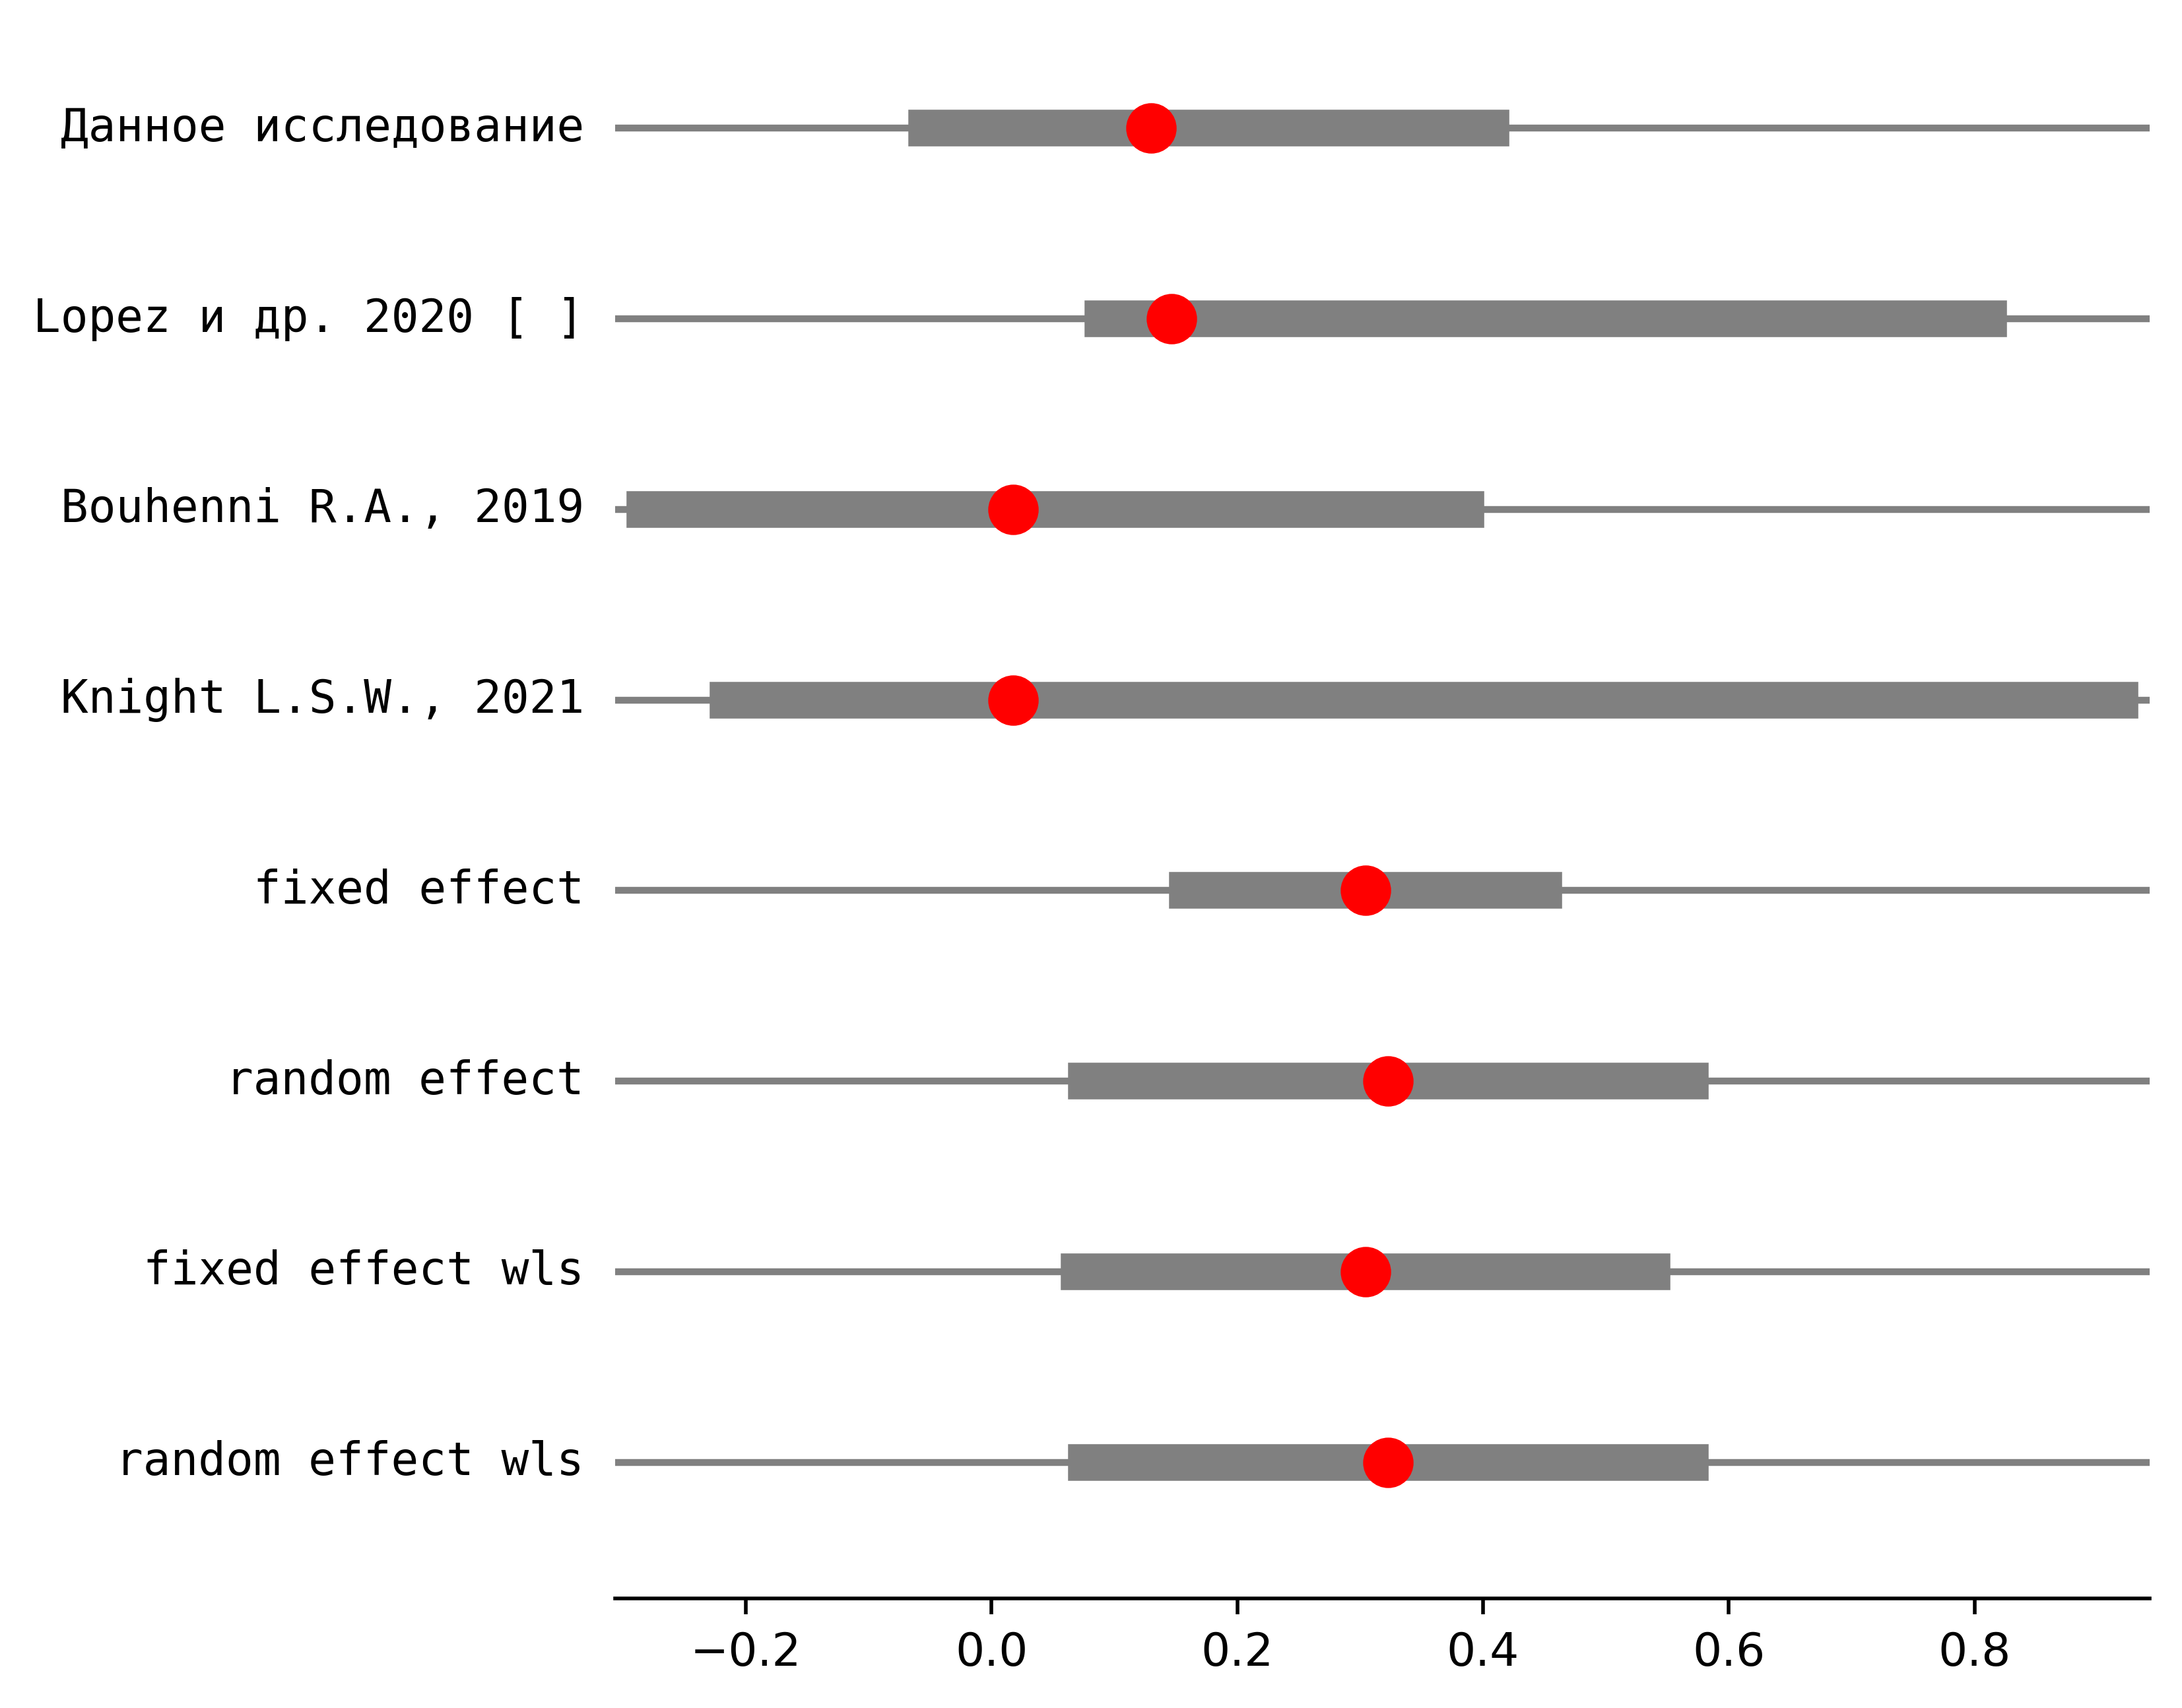 Данное исследование
Lopez и др. 2020 [ ]
Bouhenni R.A., 2019
Knight L.S.W., 2021
fixed effect
random effect
fixed effect wls
random effect wls
−0.2 0.0 0.2 0.4 0.6 0.8